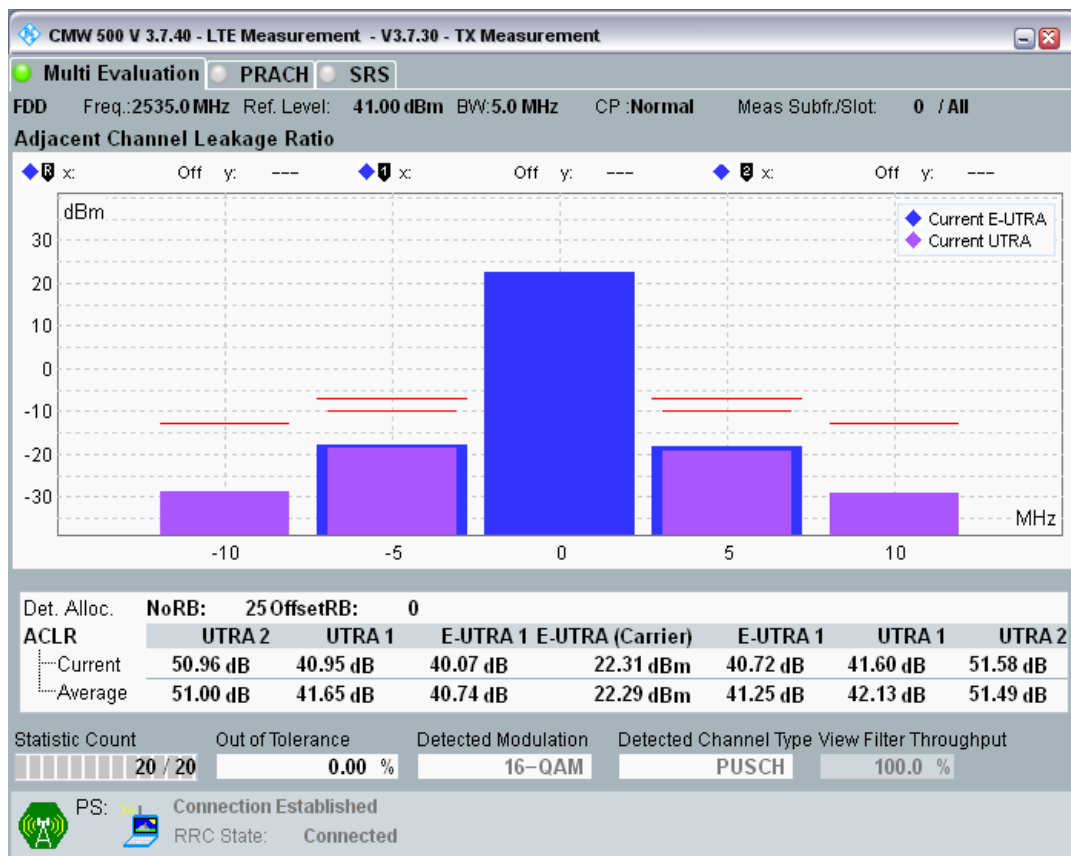 CMW 500 V 3.7.40 - LTE Measurement - V3.7.30 - TX Measurement
Multi Evaluation PRACH SRS
FDD Freq.:2535.0 MHz Ref. Level: 41.00 dBm BW:5.0 MHz CP :Normal Meas Subfr./Slot: 0 / All
Adjacent Channel Leakage Ratio
R x: Off y: --- 1 x: Off y: --- 2 x: Off y: ---
dBm
Current E-UTRA
Current UTRA
30
20
10
0
-10
-20
-30
MHz
-10 -5 0 5 10
Det. Alloc. NoRB: 25 OffsetRB: 0
ACLR UTRA 2 UTRA 1 E-UTRA 1 E-UTRA (Carrier) E-UTRA 1 UTRA 1 UTRA 2
Current 50.96 dB 40.95 dB 40.07 dB 22.31 dBm 40.72 dB 41.60 dB 51.58 dB
Average 51.00 dB 41.65 dB 40.74 dB 22.29 dBm 41.25 dB 42.13 dB 51.49 dB
Statistic Count Out of Tolerance Detected Modulation Detected Channel Type View Filter Throughput
20 / 20 0.00 % 16-QAM PUSCH 100.0 %
PS: Connection Established
RRC State: Connected